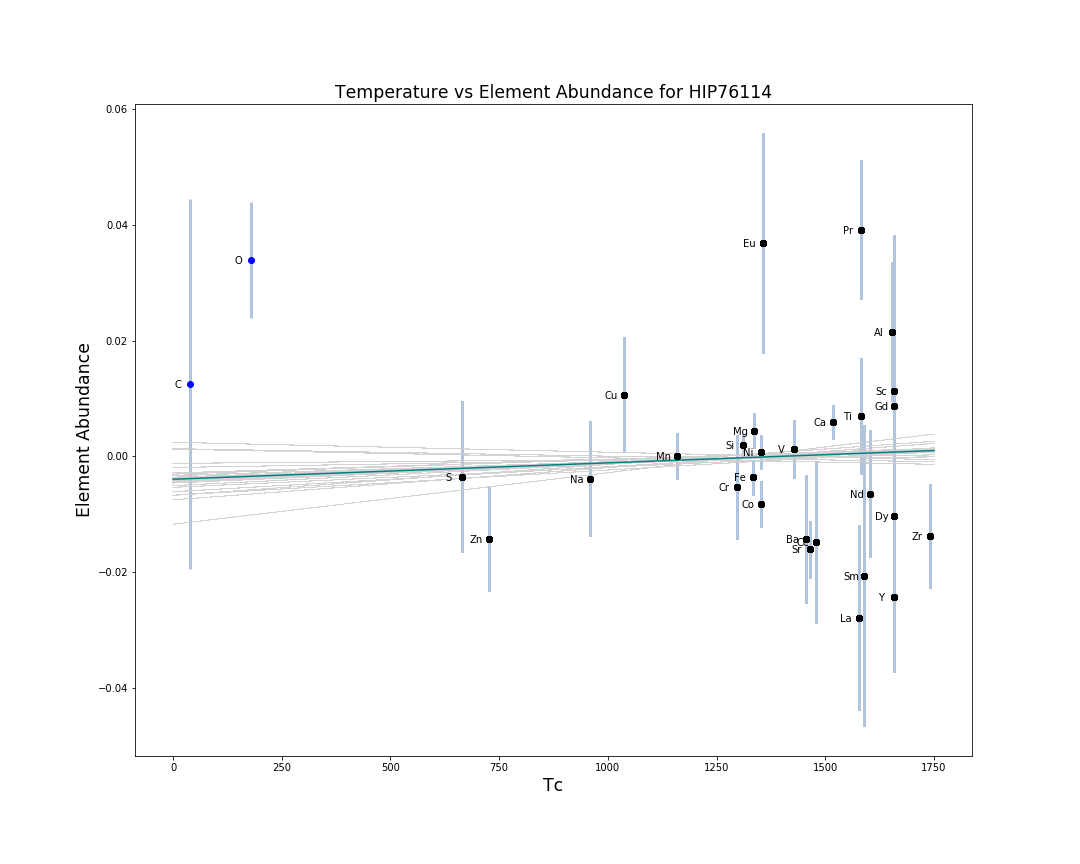 Temperature vs Element Abundance for HIP76114
0.06
0.04
0.02
0.00
−0.02
−0.04
Element Abundance
0
250
500
750
1000
1250
1500
1750
Tc
C
O
S
Zn
Na
Cu
Mn
Eu
Mg
Si
Ni
Fe
Cr
Co
V
Ca
Ba
Sr
Pr
Ti
Al
Sc
Gd
Nd
Dy
Sm
Y
La
Zr